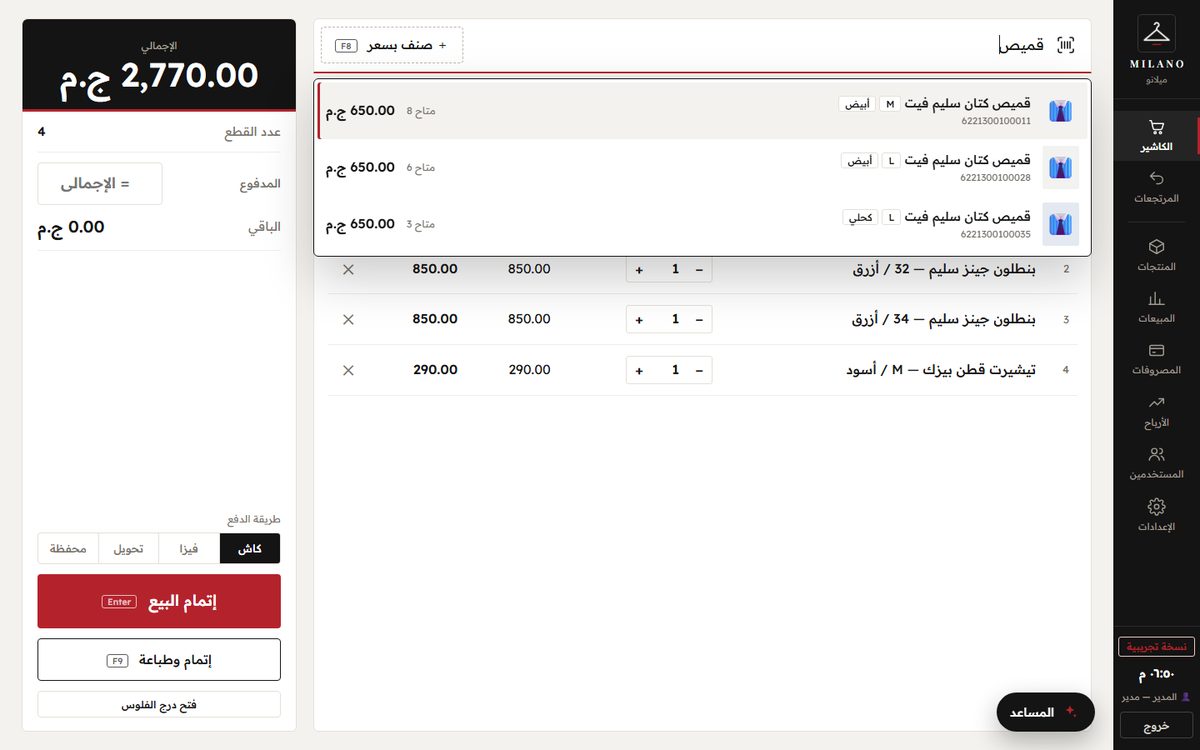 MILANO
ميلانو
الكاشير
المرتجعات
المنتجات
المبيعات
المصروفات
الأرباح
المستخدمين
الإعدادات
نسخة تجريبية
٠٦:٥٠ م
المدير — مدير
خروج
قميص
+ صنف بسعر F8
قميص كتان سليم فيت M أبيض
6221300100011
متاح 8
650.00 ج.م
قميص كتان سليم فيت L أبيض
6221300100028
متاح 6
650.00 ج.م
قميص كتان سليم فيت L كحلي
6221300100035
متاح 3
650.00 ج.م
2 بنطلون جينز سليم — 32 / أزرق − 1 + 850.00 850.00
3 بنطلون جينز سليم — 34 / أزرق − 1 + 850.00 850.00
4 تيشيرت قطن بيزك — M / أسود − 1 + 290.00 290.00
المساعد
الإجمالي
2,770.00 ج.م
عدد القطع 4
المدفوع = الإجمالي
الباقي 0.00 ج.م
طريقة الدفع
كاش فيزا تحويل محفظة
إتمام البيع Enter
إتمام وطباعة F9
فتح درج الفلوس